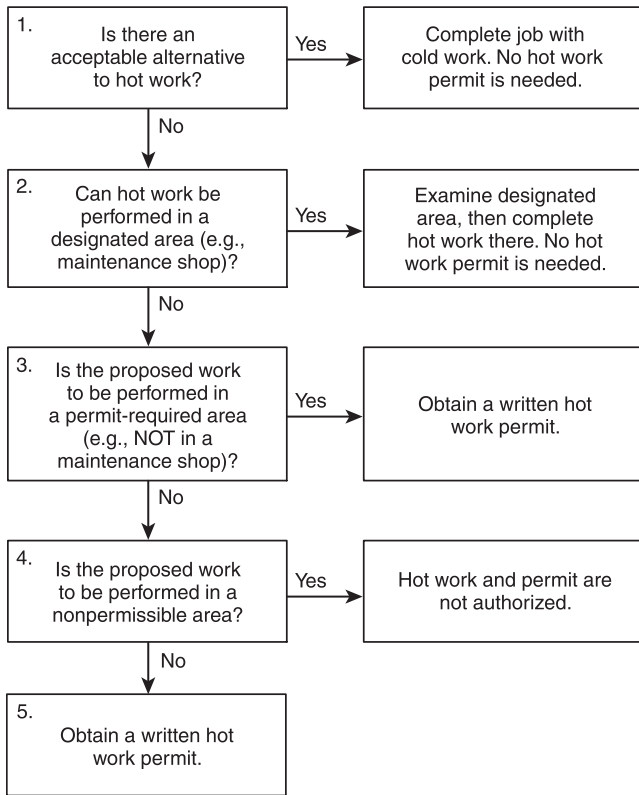 1.
Is there an
acceptable alternative
to hot work?
Yes
Complete job with
cold work. No hot work
permit is needed.
No
2.
Can hot work be
performed in a
designated area (e.g.,
maintenance shop)?
Yes
Examine designated
area, then complete
hot work there. No hot
work permit is needed.
No
3.
Is the proposed work
to be performed in
a permit-required area
(e.g., NOT in a
maintenance shop)?
Yes
Obtain a written hot
work permit.
No
4.
Is the proposed work
to be performed in a
nonpermissible area?
Yes
Hot work and permit are
not authorized.
No
5.
Obtain a written hot
work permit.